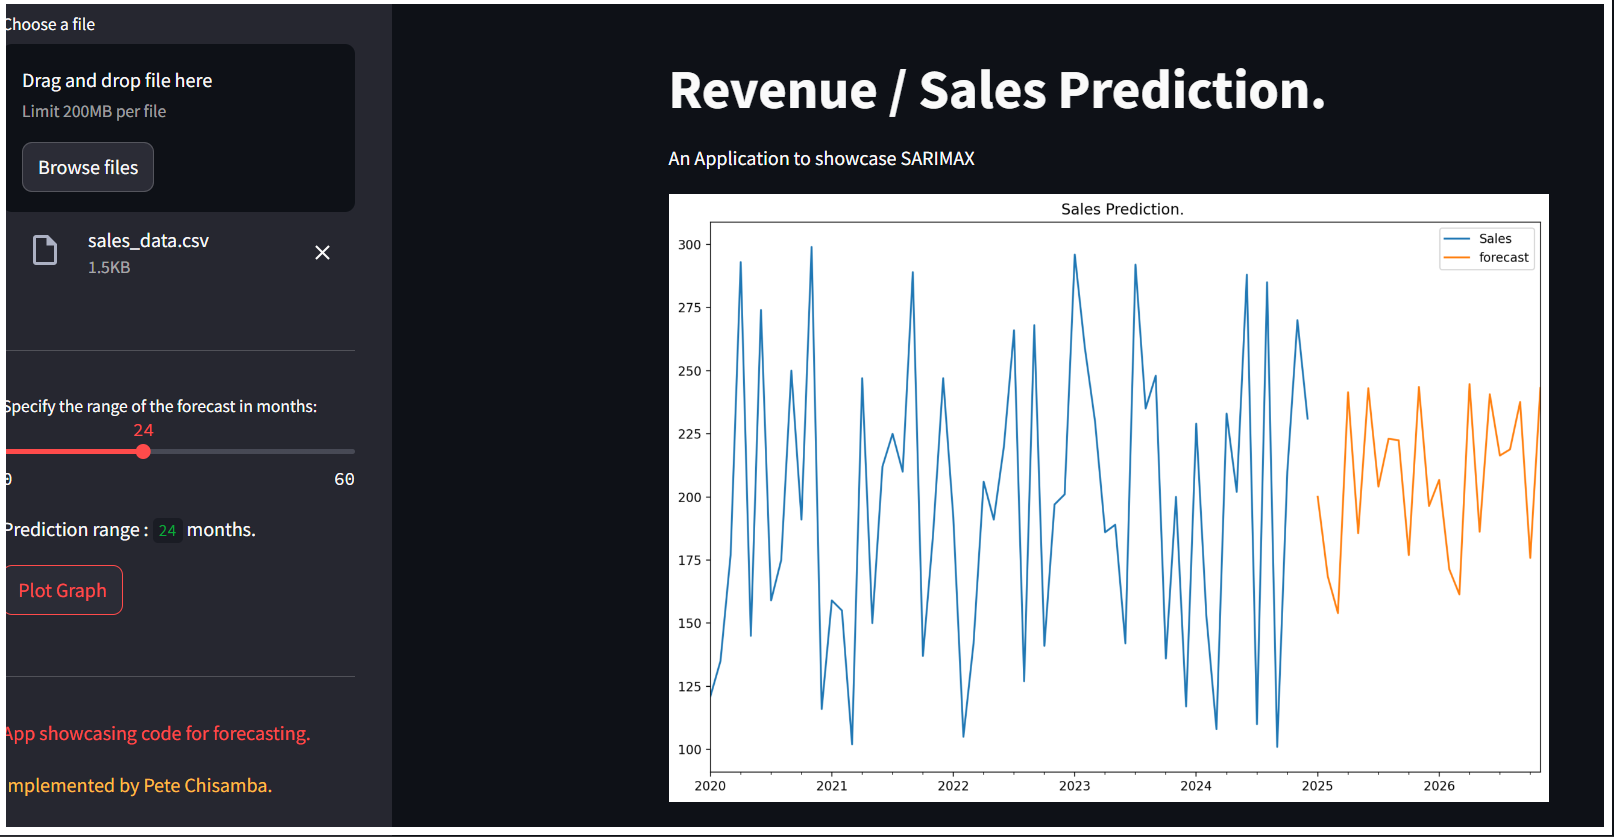 Choose a file
Drag and drop file here
Limit 200MB per file
Browse files
sales_data.csv
1.5KB
Specify the range of the forecast in months:
24
0 60
Prediction range : 24 months.
Plot Graph
App showcasing code for forecasting.
mplemented by Pete Chisamba.
Revenue / Sales Prediction.
An Application to showcase SARIMAX
Sales Prediction.
Sales
forecast
300
275
250
225
200
175
150
125
100
2020 2021 2022 2023 2024 2025 2026